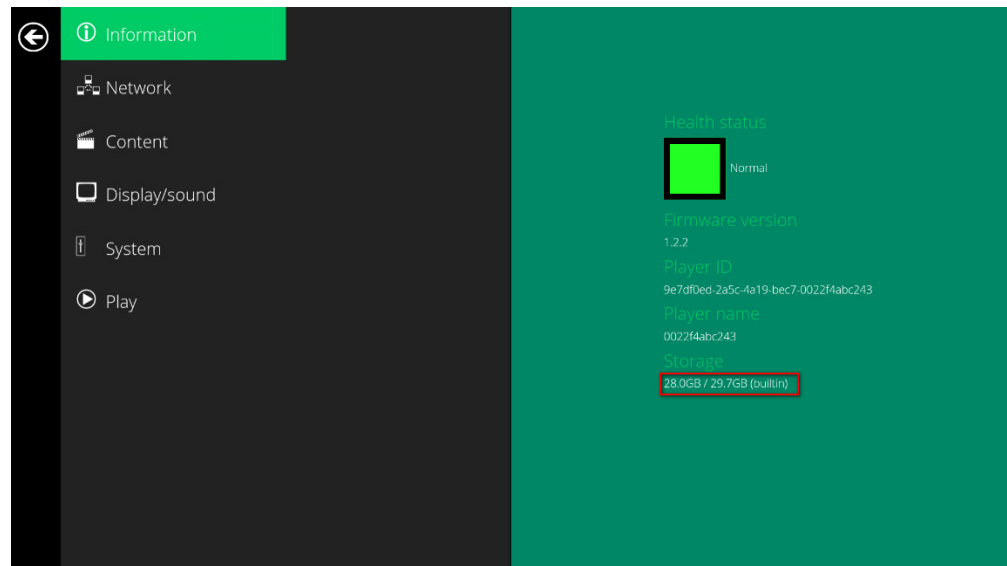 Information
Network
Content
Display/sound
System
Play
Health status
Normal
Firmware version
1.2.2
Player ID
9e7df0ed-2a5c-4a19-bec7-0022f4abc243
Player name
0022f4abc243
Storage
28.0GB / 29.7GB (builtin)